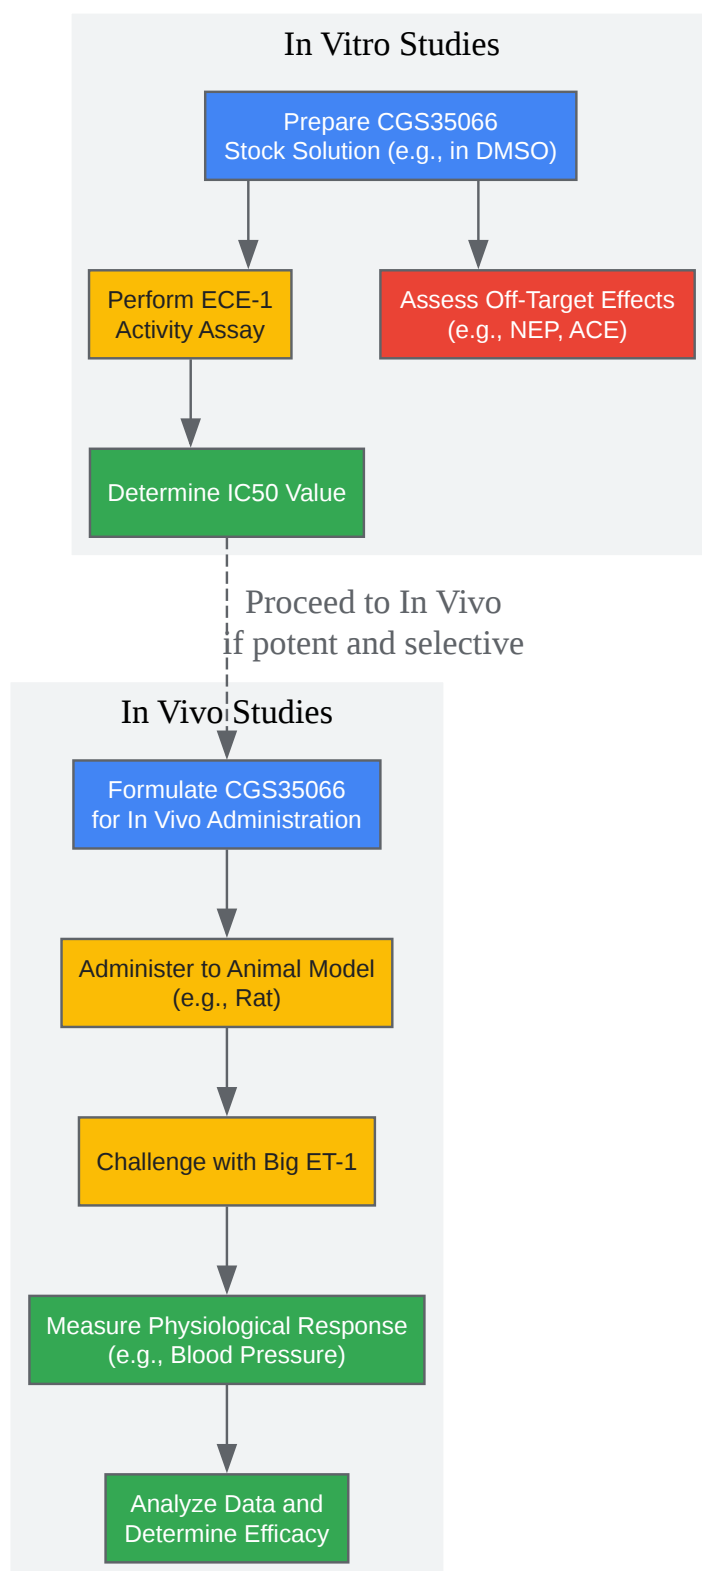 In Vitro Studies
Prepare CGS35066
Stock Solution (e.g., in DMSO)
Perform ECE-1
Activity Assay
Assess Off-Target Effects
(e.g., NEP, ACE)
Determine IC50 Value
Proceed to In Vivo
if potent and selective
In Vivo Studies
Formulate CGS35066
for In Vivo Administration
Administer to Animal Model
(e.g., Rat)
Challenge with Big ET-1
Measure Physiological Response
(e.g., Blood Pressure)
Analyze Data and
Determine Efficacy